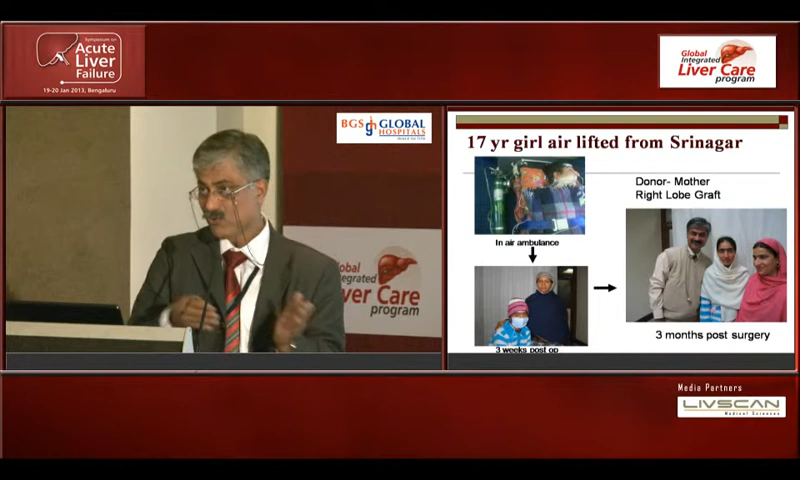 Symposium on
Acute
Liver
Failure
19-20 Jan 2013, Bengaluru
Global
Integrated
Liver Care
program
BGS GLOBAL
HOSPITALS
Global
Integrated
ver Care
program
17 yr girl air lifted from Srinagar
Donor- Mother
Right Lobe Graft
In air ambulance
3 weeks post op
3 months post surgery
Media Partners
LIVSCAN
Medical Sciences